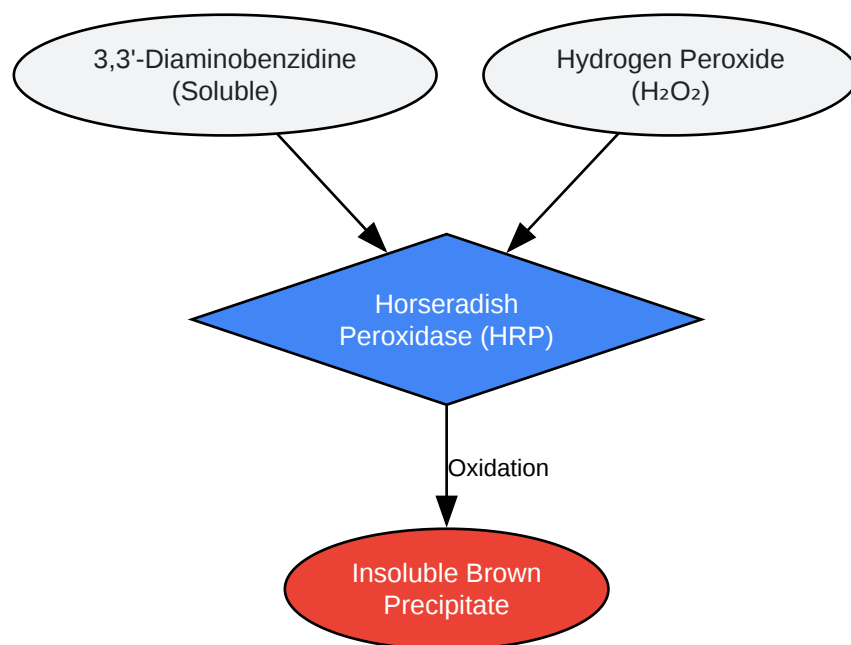 3,3'-Diaminobenzidine
(Soluble)
Hydrogen Peroxide
(H₂O₂)
Horseradish
Peroxidase (HRP)
Oxidation
Insoluble Brown
Precipitate